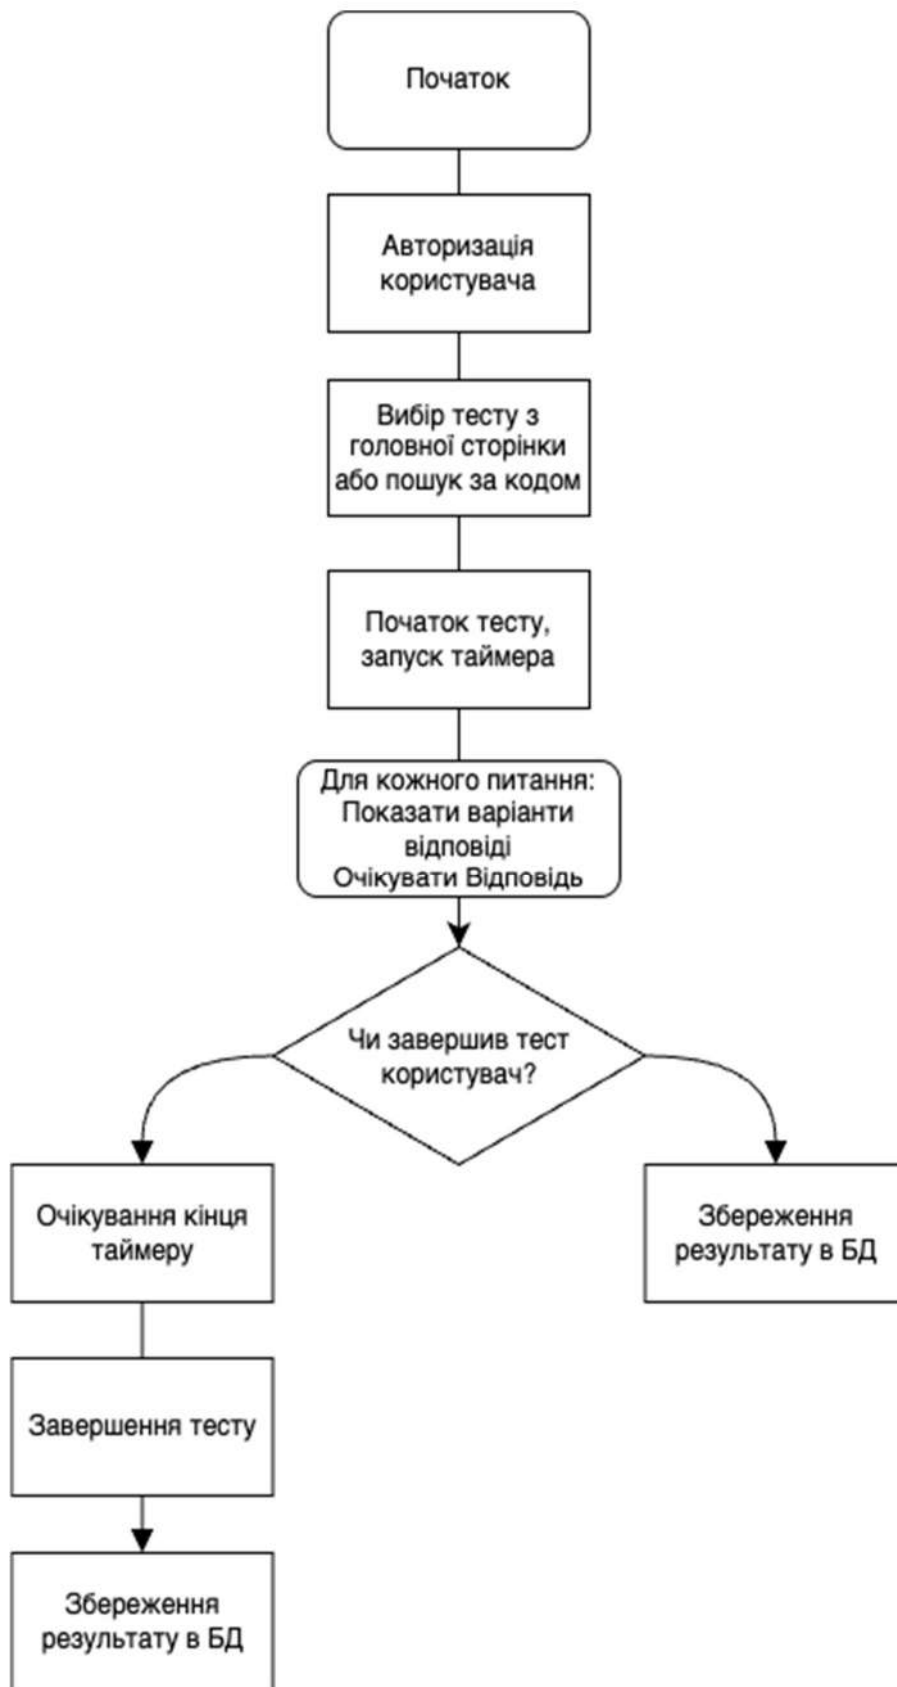 Початок
Авторизація
користувача
Вибір тесту з
головної сторінки
або пошук за кодом
Початок тесту,
запуск таймера
Для кожного питання:
Показати варіанти
відповіді
Очікувати Відповідь
Чи завершив тест
користувач?
Очікування кінця
таймеру
Збереження
результату в БД
Завершення тесту
Збереження
результату в БД